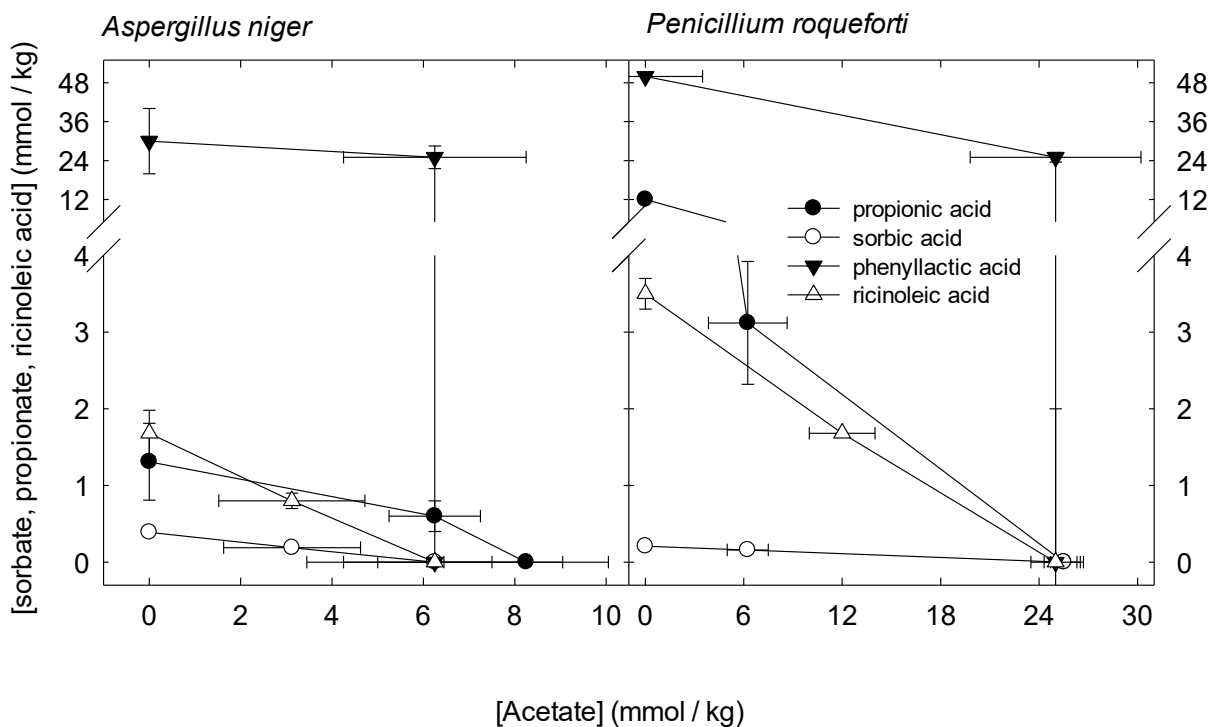 Aspergillus niger
Penicillium roqueforti
[sorbate, propionate, ricinoleic acid] (mmol / kg)
48
36
24
12
4
3
2
1
0
48
36
24
12
4
3
2
1
0
propionic acid
sorbic acid
phenyllactic acid
ricinoleic acid
0 2 4 6 8 10
0 6 12 18 24 30
[Acetate] (mmol / kg)